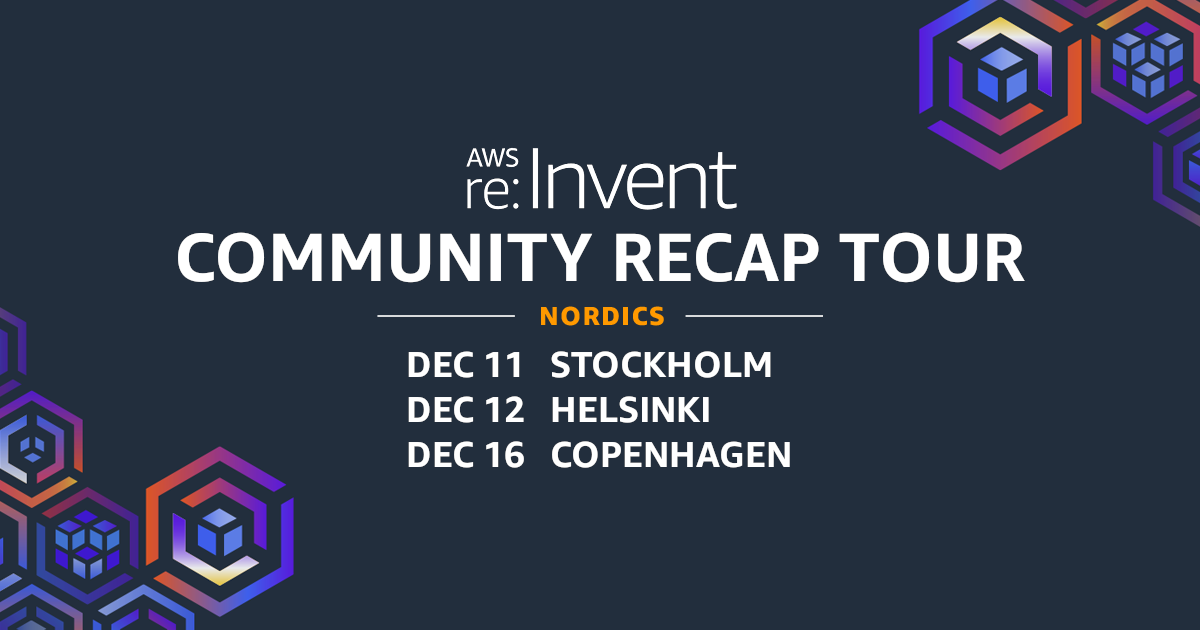 AWS
re:Invent
COMMUNITY RECAP TOUR
NORDICS
DEC 11 STOCKHOLM
DEC 12 HELSINKI
DEC 16 COPENHAGEN